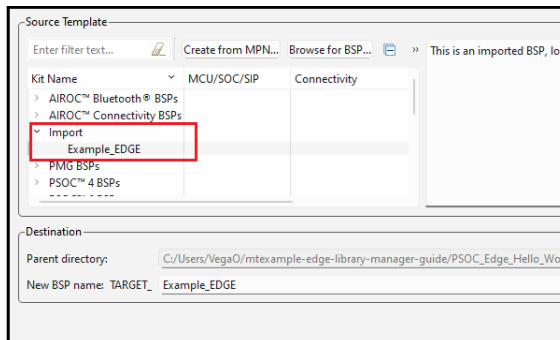 Source Template
Enter filter text...
Create from MPN... Browse for BSP... » This is an imported BSP, lo
Kit Name MCU/SOC/SIP Connectivity
AIROC™ Bluetooth® BSPs
AIROC™ Connectivity BSPs
Import
Example_EDGE
PMG BSPs
PSOC™ 4 BSPs
Destination
Parent directory: C:/Users/VegaO/mtexample-edge-library-manager-guide/PSOC_Edge_Hello_Wo
New BSP name: TARGET_ Example_EDGE